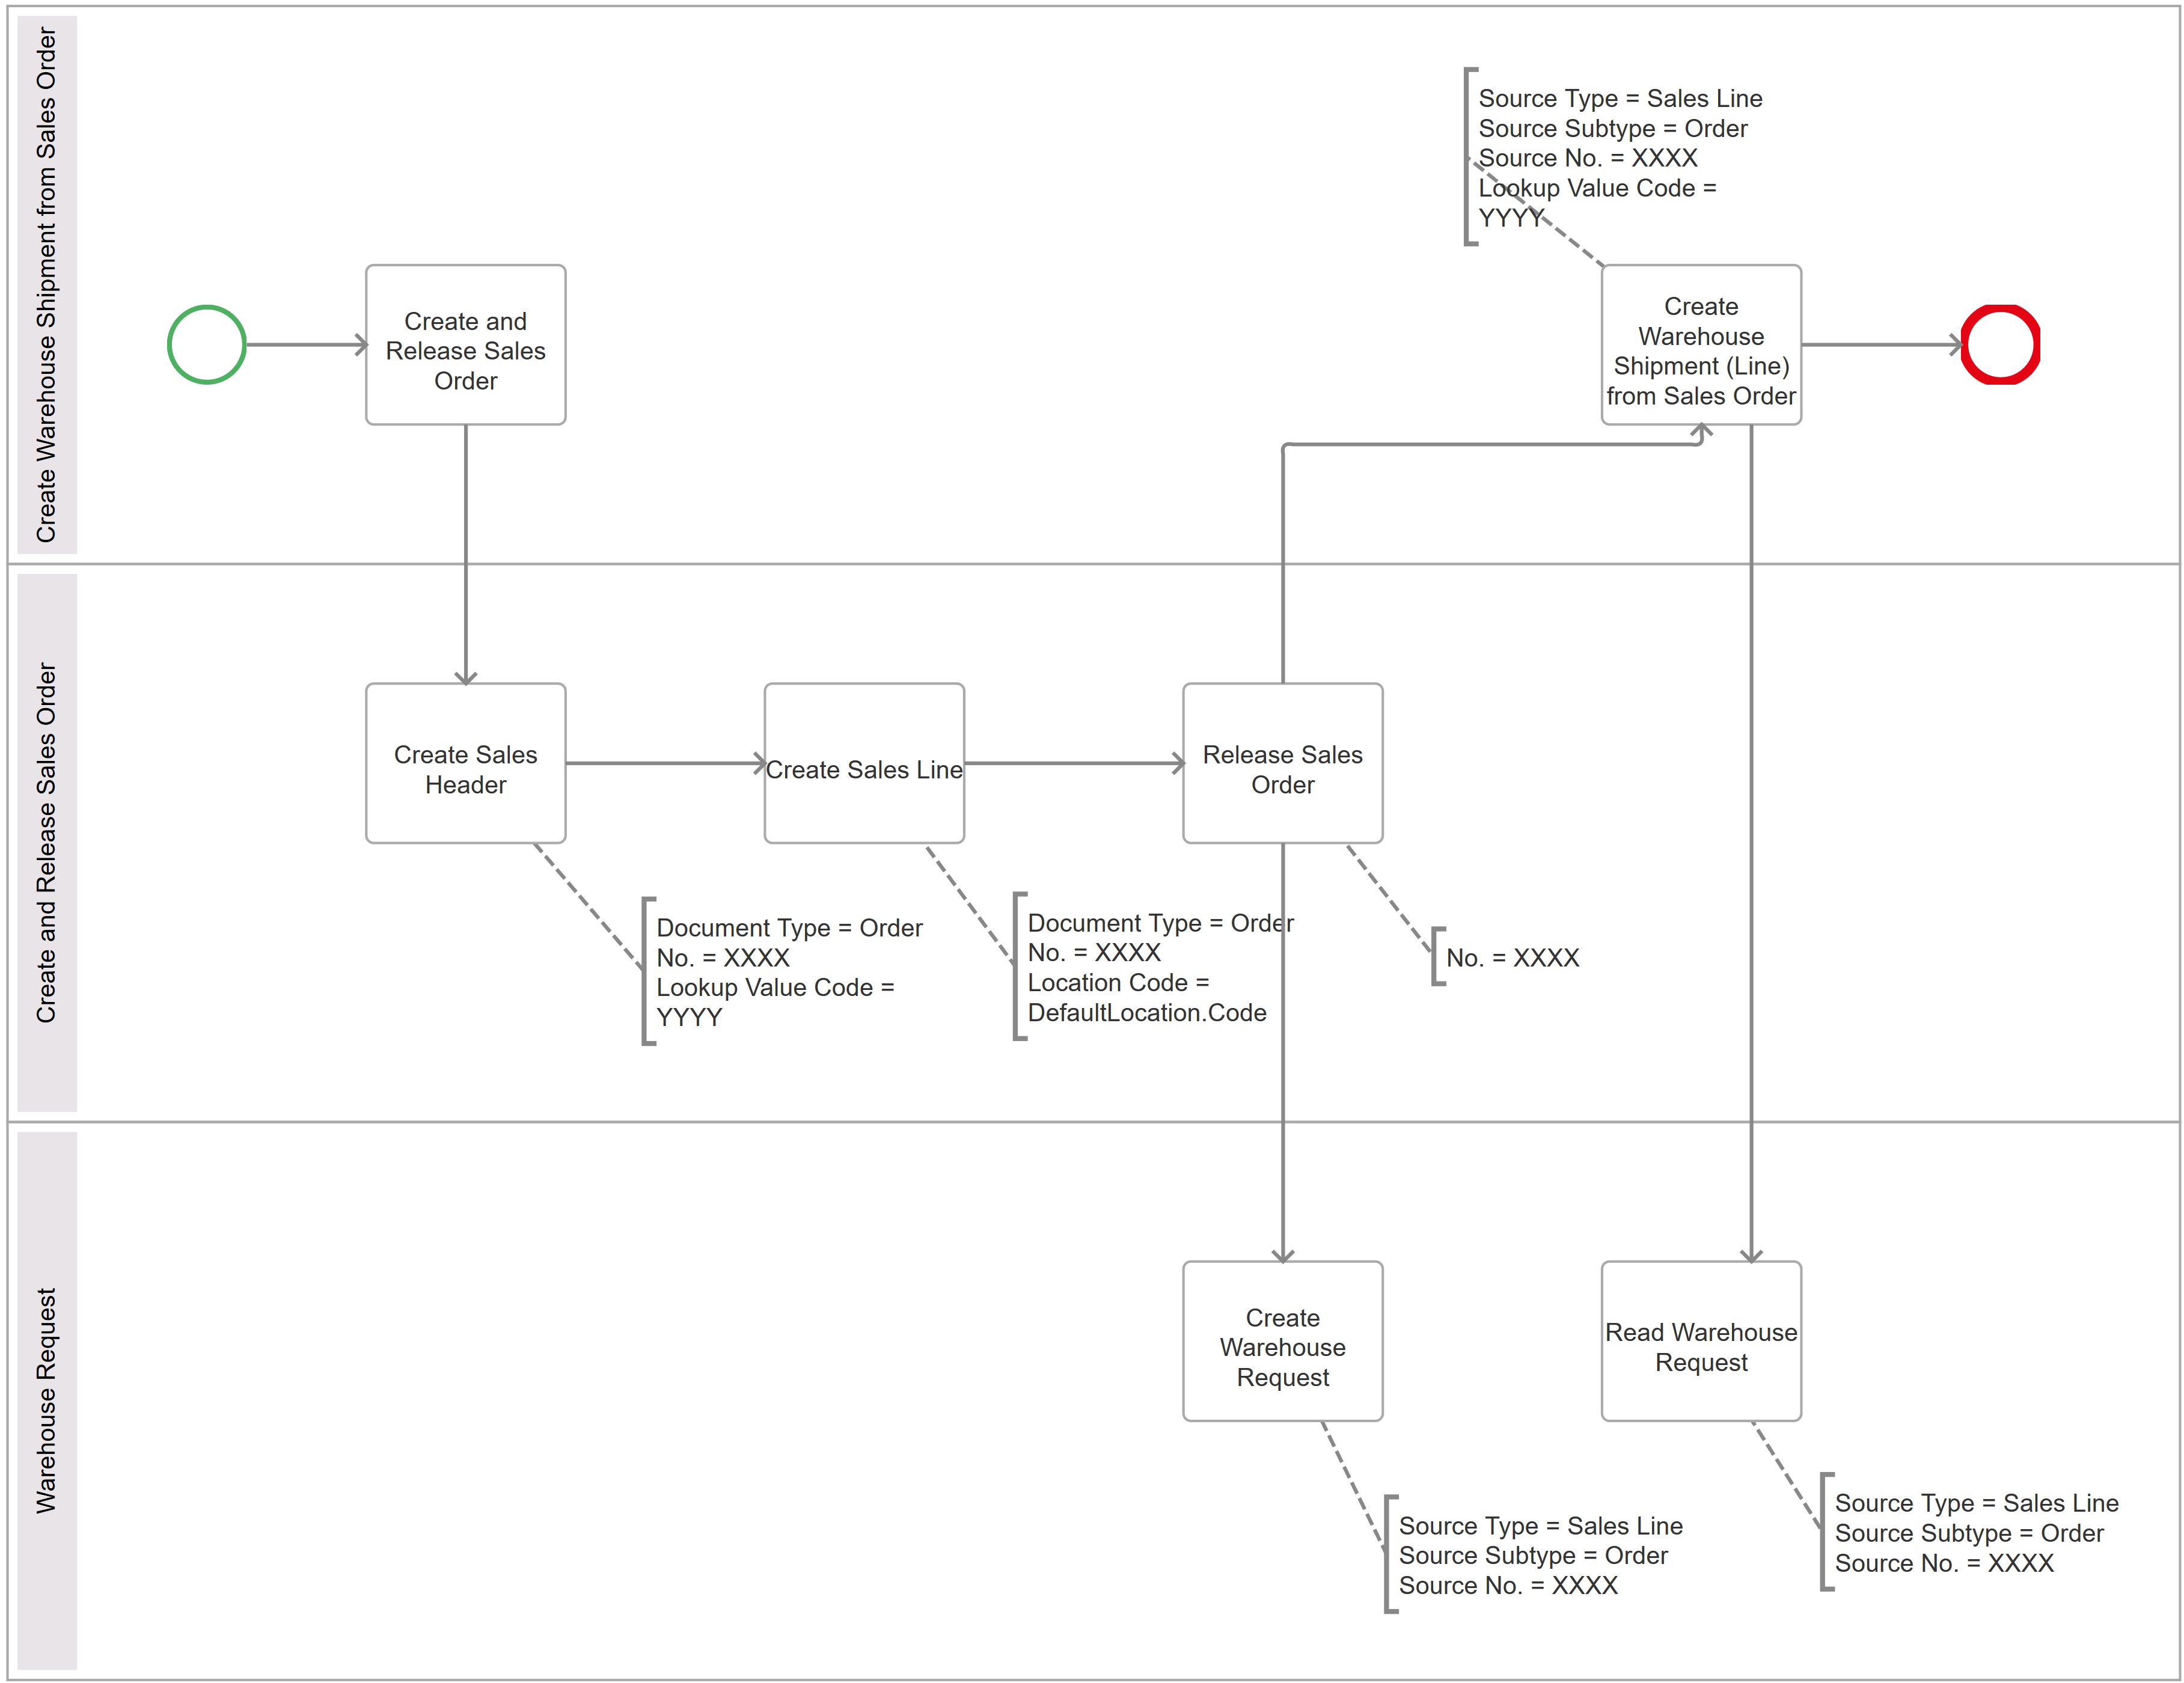 Create Warehouse Shipment from Sales Order
Source Type = Sales Line
Source Subtype = Order
Source No. = XXXX
Lookup Value Code =
YYYY
Create and
Release Sales
Order
Create
Warehouse
Shipment (Line)
from Sales Order
Create and Release Sales Order
Create Sales
Header
Create Sales Line
Release Sales
Order
Document Type = Order
No. = XXXX
Lookup Value Code =
YYYY
Document Type = Order
No. = XXXX
Location Code =
DefaultLocation.Code
No. = XXXX
Warehouse Request
Create
Warehouse
Request
Read Warehouse
Request
Source Type = Sales Line
Source Subtype = Order
Source No. = XXXX
Source Type = Sales Line
Source Subtype = Order
Source No. = XXXX